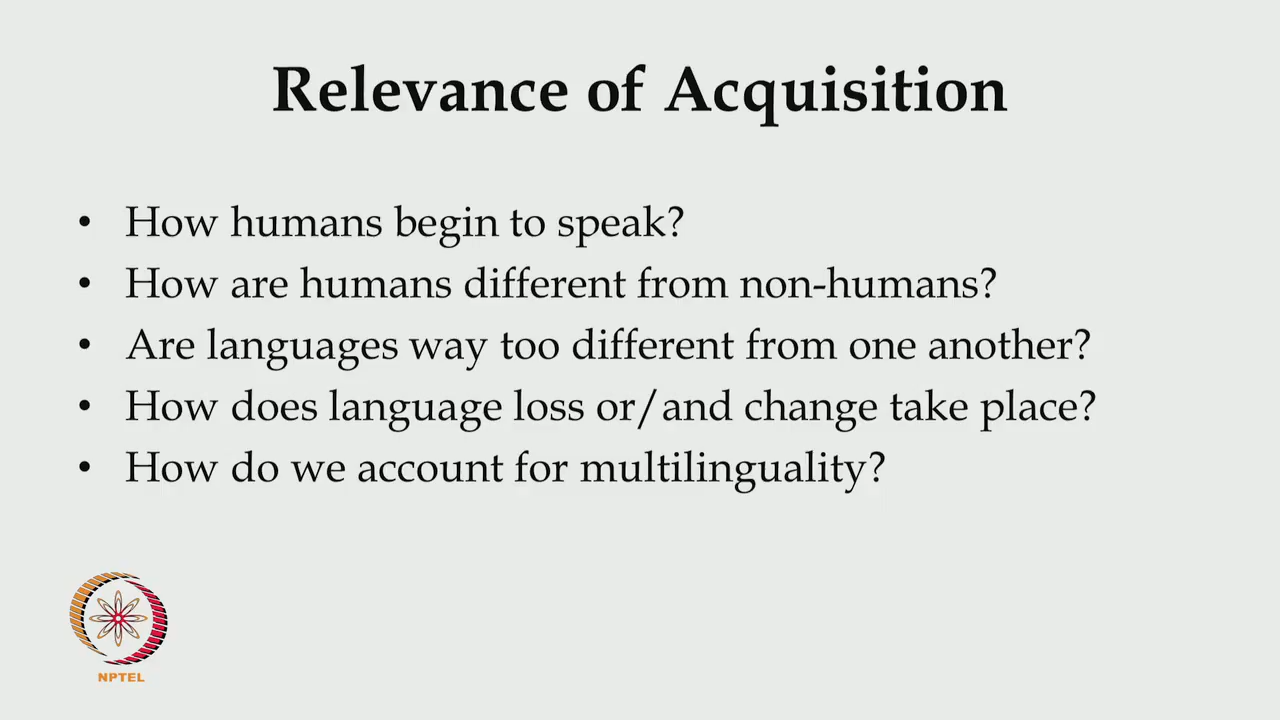 Relevance of Acquisition
• How humans begin to speak?
• How are humans different from non-humans?
• Are languages way too different from one another?
• How does language loss or/and change take place?
• How do we account for multilinguality?
NPTEL